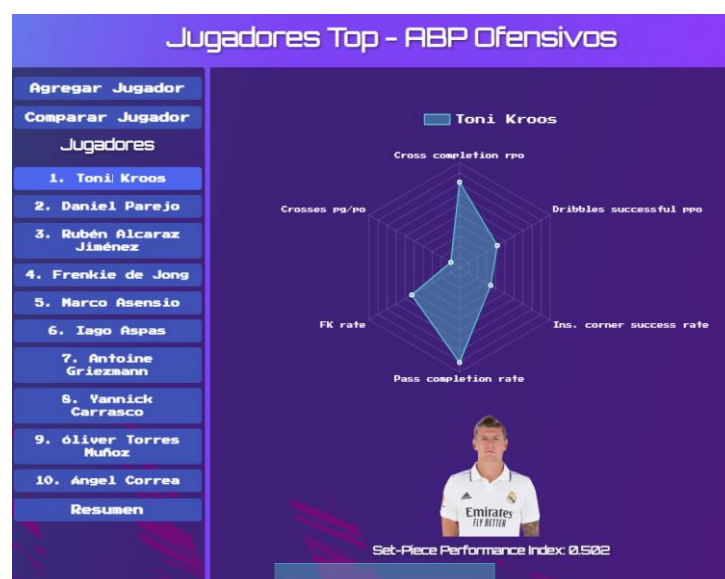 Jugadores Top - ABP Ofensivos
Agregar Jugador
Comparar Jugador
Jugadores
1. Toni Kroos
2. Daniel Parejo
3. Rubén Alcaraz
Jiménez
4. Frenkie de Jong
5. Marco Asensio
6. Iago Aspas
7. Antoine
Griezmann
8. Yannick
Carrasco
9. óliver Torres
Muñoz
10. Ángel Correa
Resumen
Toni Kroos
Cross completion rpo
Crosses pg/po
Dribbles successful ppo
FK rate
Ins. corner success rate
Pass completion rate
Emirates
FLY BETTER
Set-Piece Performance Index: 0.502